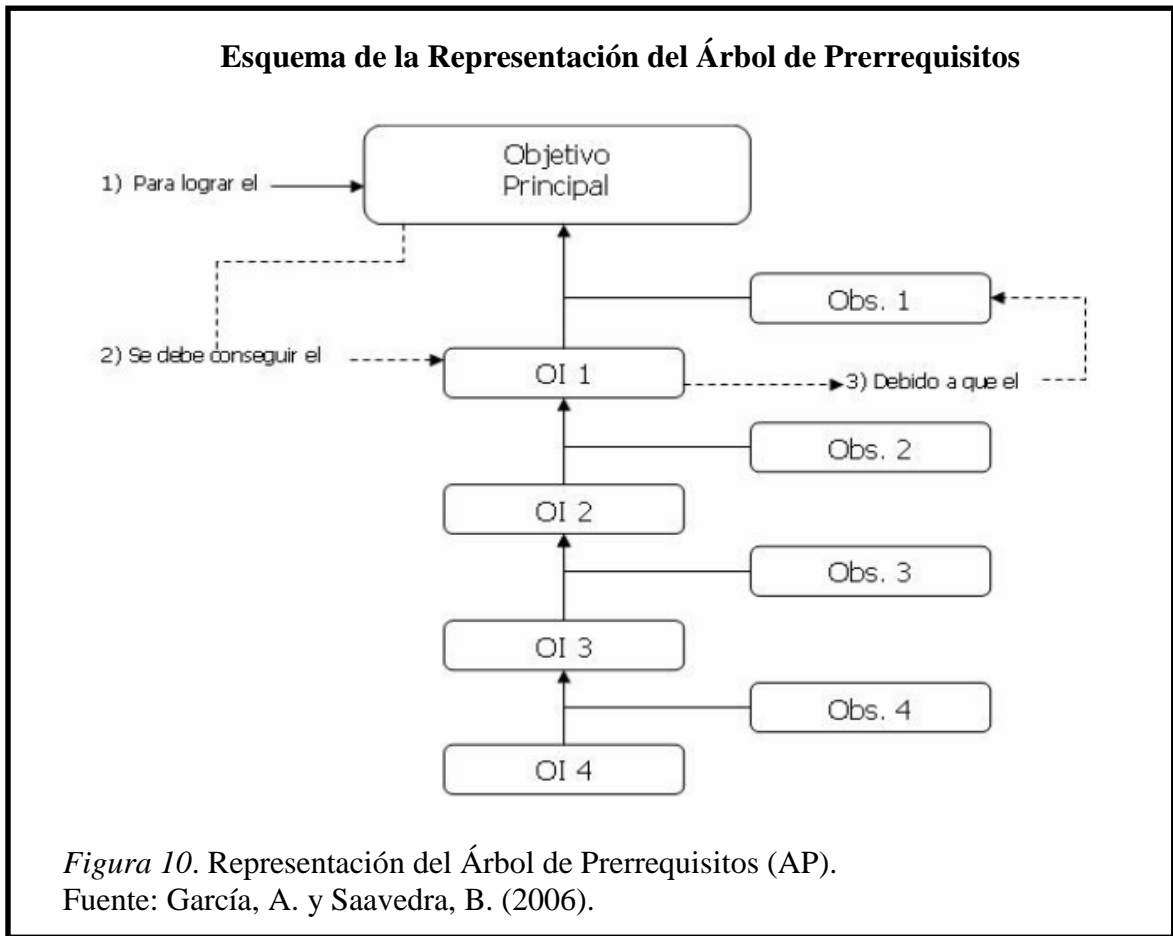 Esquema de la Representación del Árbol de Prerrequisitos
Objetivo
Principal
1) Para lograr el
Obs. 1
2) Se debe conseguir el
OI 1
3) Debido a que el
Obs. 2
OI 2
Obs. 3
OI 3
Obs. 4
OI 4
Figura 10. Representación del Árbol de Prerrequisitos (AP).
Fuente: García, A. y Saavedra, B. (2006).